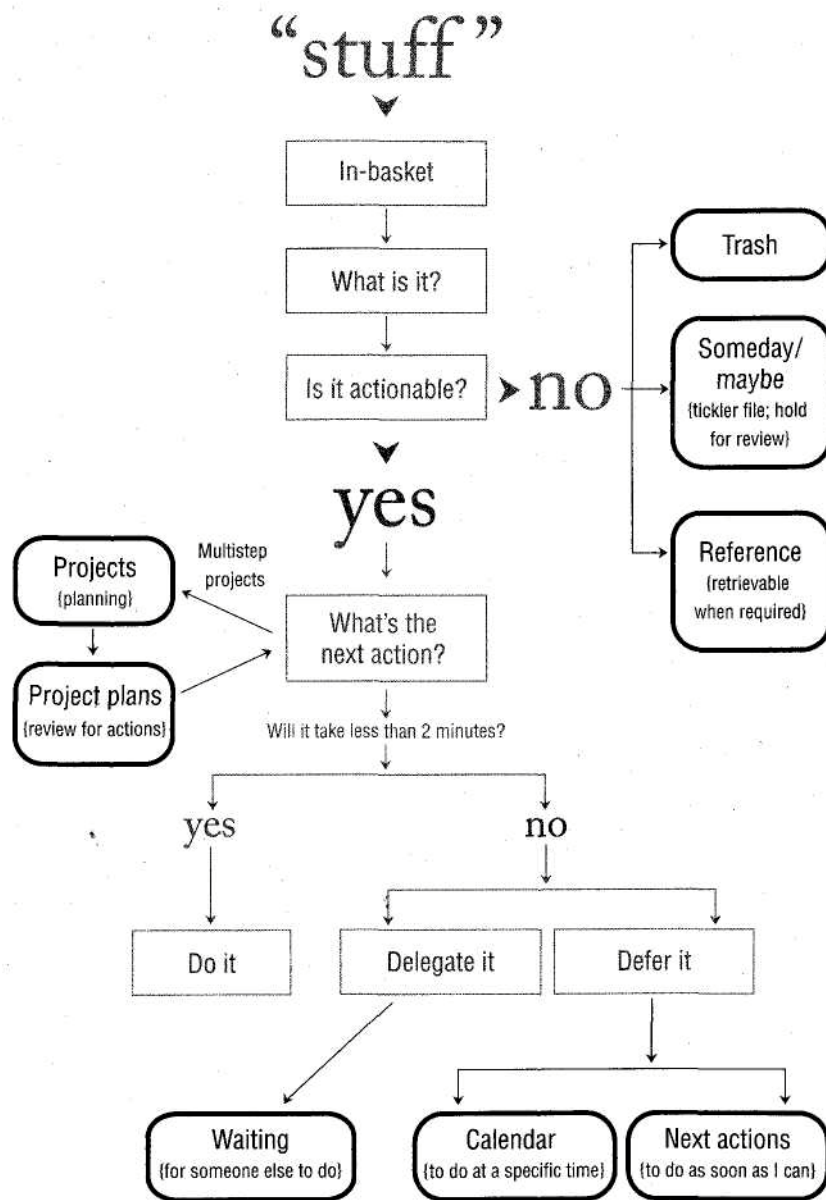 “stuff”
In-basket
What is it?
Is it actionable?
no
Trash
Someday/
maybe
{tickler file; hold
for review}
Reference
{retrievable
when required}
yes
Multistep
projects
Projects
{planning}
Project plans
{review for actions}
What's the
next action?
Will it take less than 2 minutes?
yes
no
Do it
Delegate it
Defer it
Waiting
{for someone else to do}
Calendar
{to do at a specific time}
Next actions
{to do as soon as I can}